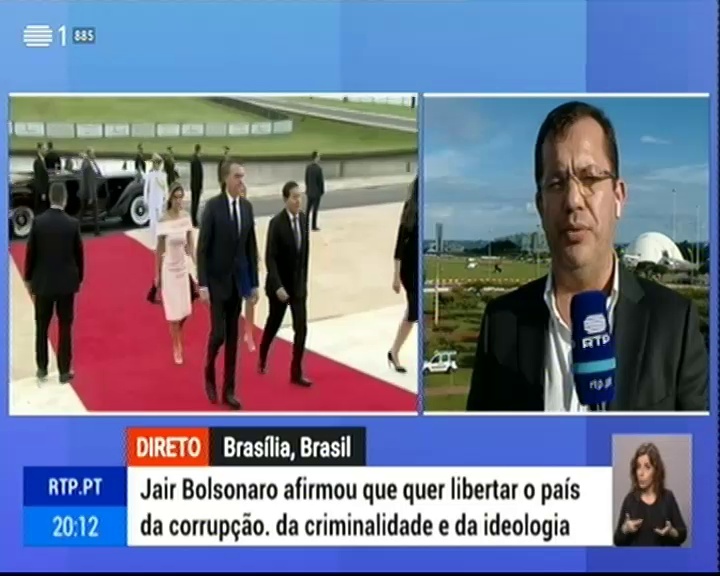 1 885
RTP
rtp.pt
DIRETO Brasília, Brasil
RTP.PT
20:12
Jair Bolsonaro afirmou que quer libertar o país
da corrupção. da criminalidade e da ideologia